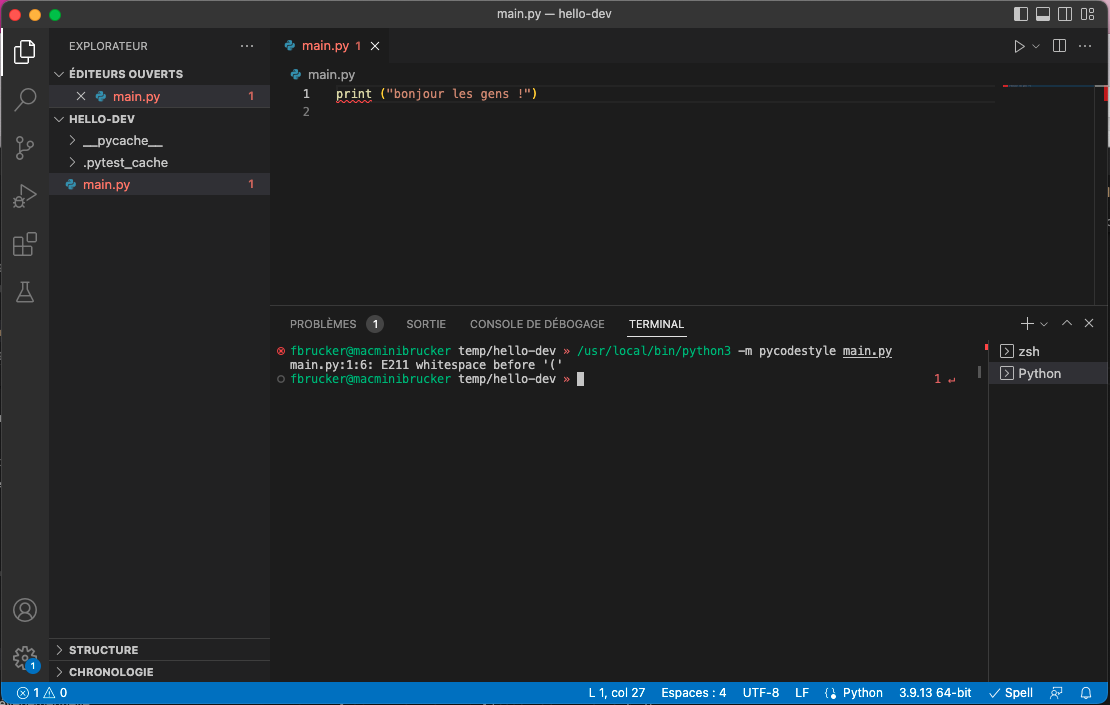 main.py — hello-dev
EXPLORATEUR
ÉDITEURS OUVERTS
main.py 1
HELLO-DEV
__pycache__
.pytest_cache
main.py 1
STRUCTURE
CHRONOLOGIE
1
main.py 1
main.py
1 print ("bonjour les gens !")
2
PROBLÈMES 1 SORTIE CONSOLE DE DÉBOGAGE TERMINAL
fbrucker@macminibrucker temp/hello-dev » /usr/local/bin/python3 -m pycodestyle main.py
main.py:1:6: E211 whitespace before '('
fbrucker@macminibrucker temp/hello-dev » 1 ↵
zsh
Python
1 0 L 1, col 27 Espaces : 4 UTF-8 LF Python 3.9.13 64-bit Spell